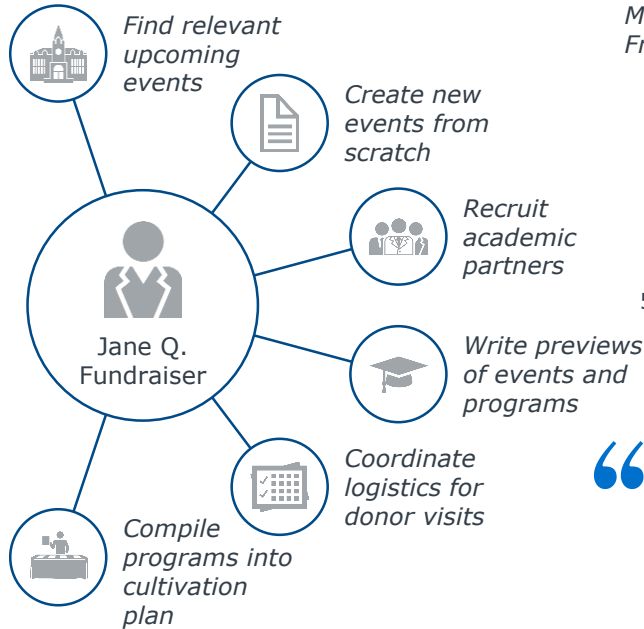 Find relevant
upcoming
events
Create new
events from
scratch
Recruit
academic
partners
Jane Q.
Fundraiser
Write previews
of events and
programs
Coordinate
logistics for
donor visits
Compile
programs into
cultivation
plan
“